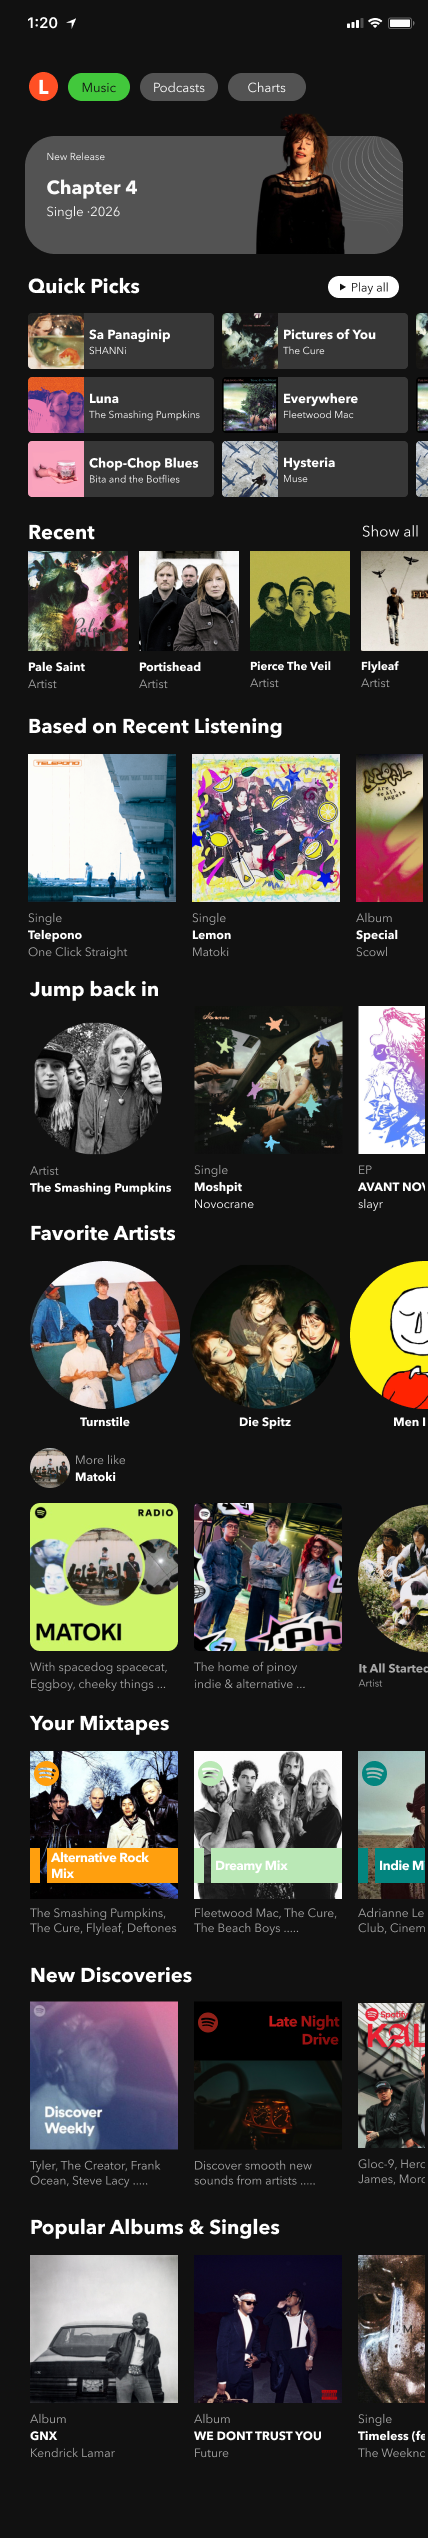 1:20
L
Music
Podcasts
Charts
New Release
Chapter 4
Single ·2026
Quick Picks
Play all
Sa Panaginip
SHANNi
Pictures of You
The Cure
Luna
The Smashing Pumpkins
Everywhere
Fleetwood Mac
Chop-Chop Blues
Bita and the Botflies
Hysteria
Muse
Recent
Show all
Pale Saint
Artist
Portishead
Artist
Pierce The Veil
Artist
Flyleaf
Artist
Based on Recent Listening
TELEPONO
Single
Telepono
One Click Straight
Single
Lemon
Matoki
Album
Special
Scowl
Jump back in
Artist
The Smashing Pumpkins
Single
Moshpit
Novocrane
EP
AVANT NOV
slayr
Favorite Artists
Turnstile
Die Spitz
Men I
More like
Matoki
RADIO
MATOKI
With spacedog spacecat,
Eggboy, cheeky things ...
.ph
The home of pinoy
indie & alternative ...
It All Started
Artist
Your Mixtapes
Alternative Rock
Mix
The Smashing Pumpkins,
The Cure, Flyleaf, Deftones
Dreamy Mix
Fleetwood Mac, The Cure,
The Beach Boys .....
Indie M
Adrianne Le
Club, Cinem
New Discoveries
Discover
Weekly
Tyler, The Creator, Frank
Ocean, Steve Lacy .....
Late Night
Drive
Discover smooth new
sounds from artists .....
Spotify
KAL
Gloc-9, Herc
James, Morc
Popular Albums & Singles
Album
GNX
Kendrick Lamar
Album
WE DONT TRUST YOU
Future
Single
Timeless (fe
The Weeknd